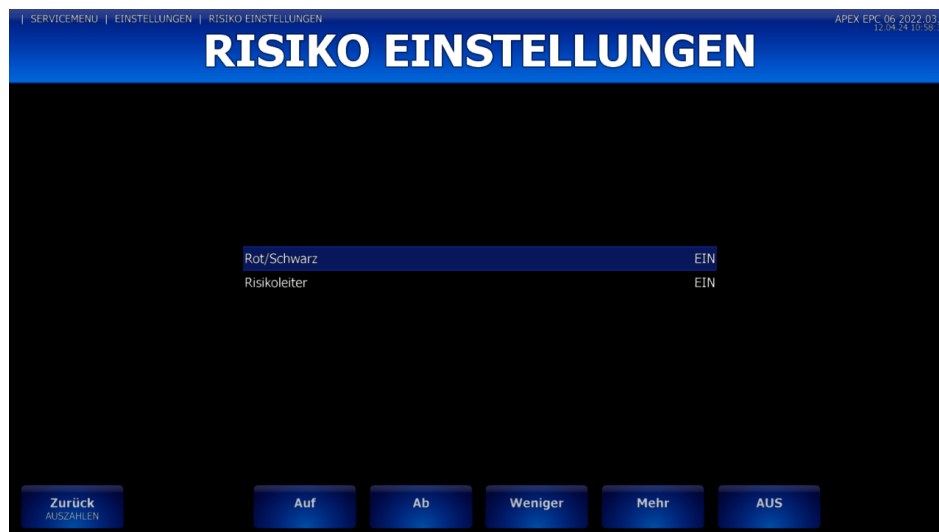 | SERVICEMENU | EINSTELLUNGEN | RISIKO EINSTELLUNGEN
APEX EPC 06 2022.03.
12.04.24 10:58:
RISIKO EINSTELLUNGEN
Rot/Schwarz EIN
Risikoleiter EIN
Zurück Auf Ab Weniger Mehr AUS
AUSZAHLEN